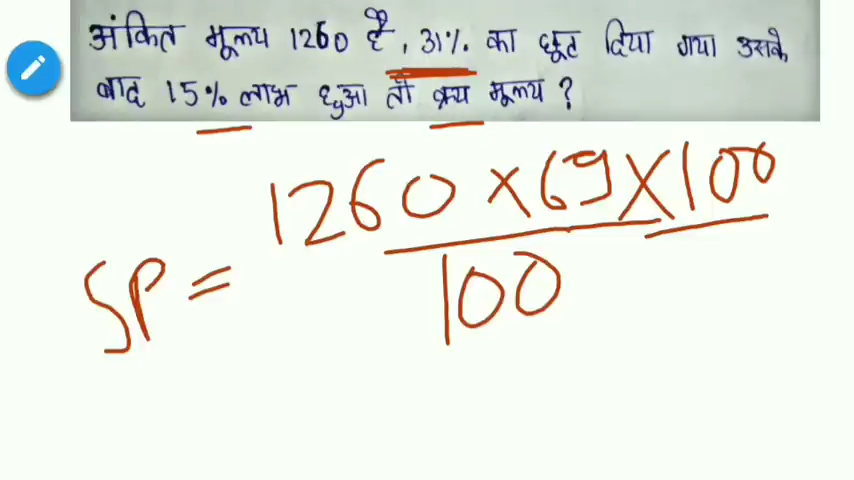 अंकित मूल्य 1260 है, 31% का छूत दिया गया उसके
बाद 15% लाभ हुआ तो क्रय मूल्य ?
1260 × 69 × 100
SP =
100